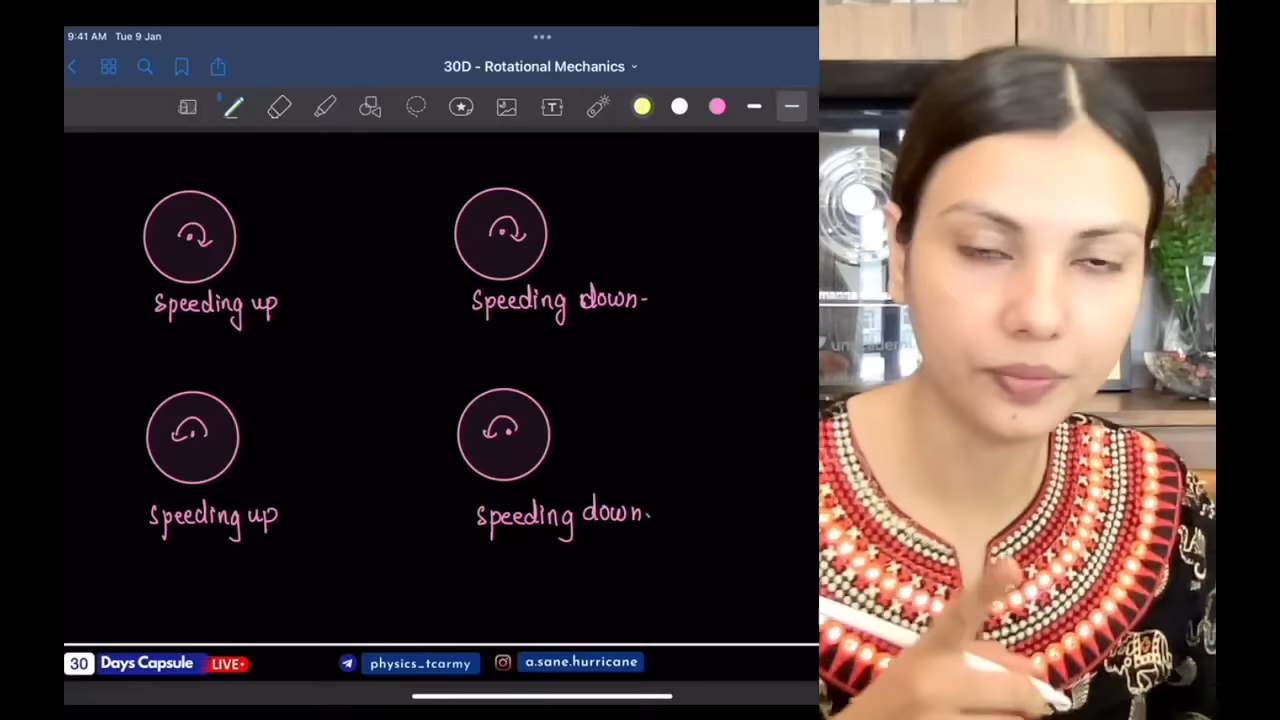 9:41 AM Tue 9 Jan
30D - Rotational Mechanics
T
speeding up
speeding down-
speeding up
speeding down.
30 Days Capsule LIVE
physics_tcarmy
a.sane.hurricane